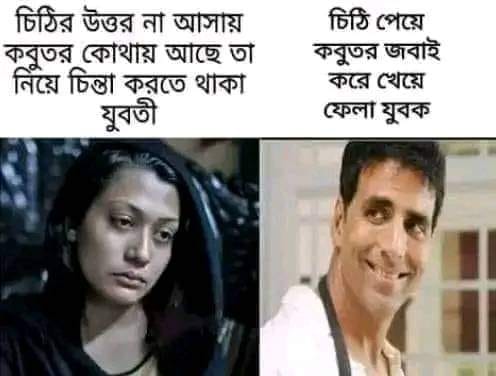 চিঠির উত্তর না আসায়
কবুতর কোথায় আছে তা
নিয়ে চিন্তা করতে থাকা
যুবতী
চিঠি পেয়ে
কবুতর জবাই
করে খেয়ে
ফেলা যুবক